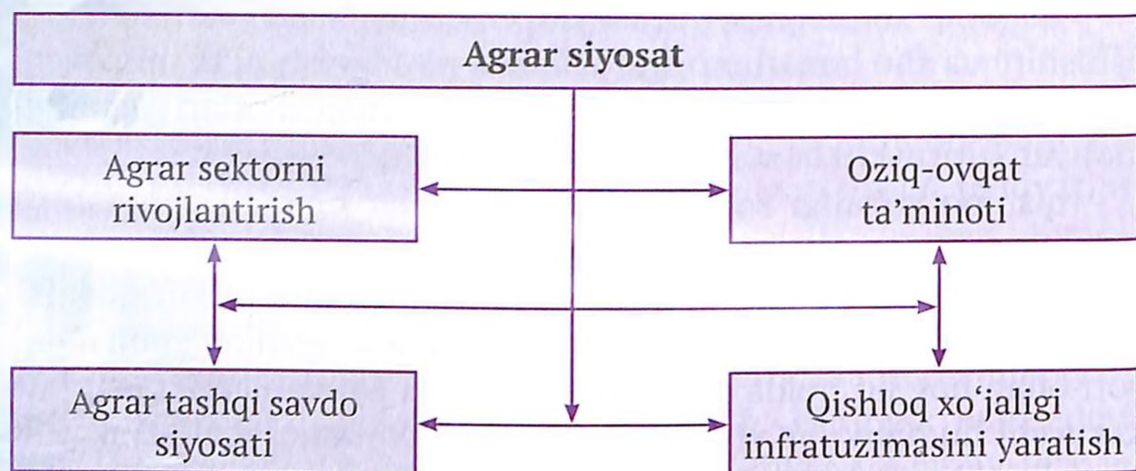 Agrar siyosat
Agrar sektorni
rivojlantirish
Oziq-ovqat
ta’minoti
Agrar tashqi savdo
siyosati
Qishloq xo‘jaligi
infratuzimasini yaratish